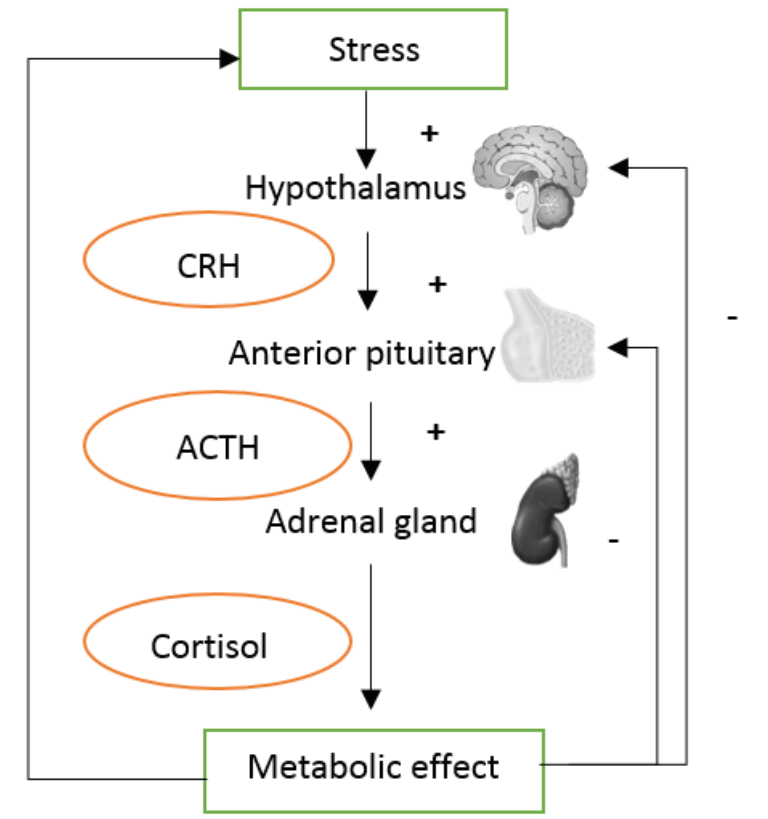 Stress
+
Hypothalamus
CRH
+
-
Anterior pituitary
ACTH
+
Adrenal gland
-
Cortisol
Metabolic effect